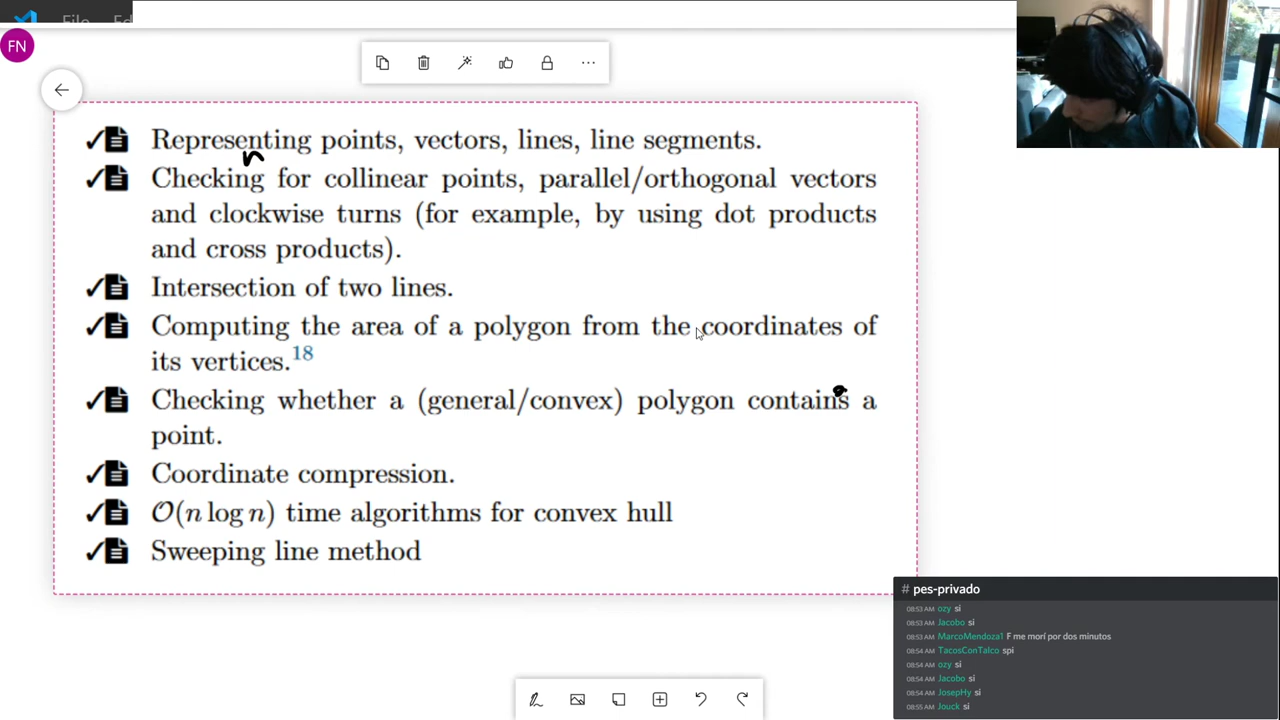 File Ed
FN
✓ Representing points, vectors, lines, line segments.
✓ Checking for collinear points, parallel/orthogonal vectors
and clockwise turns (for example, by using dot products
and cross products).
✓ Intersection of two lines.
✓ Computing the area of a polygon from the coordinates of
its vertices.18
✓ Checking whether a (general/convex) polygon contains a
point.
✓ Coordinate compression.
✓ O(n log n) time algorithms for convex hull
✓ Sweeping line method
# pes-privado
08:53 AM ozy si
08:53 AM Jacobo si
08:53 AM MarcoMendoza1 F me morí por dos minutos
08:54 AM TacosConTalco spi
08:54 AM ozy si
08:54 AM Jacobo si
08:54 AM JosepHy si
08:55 AM Jouck si